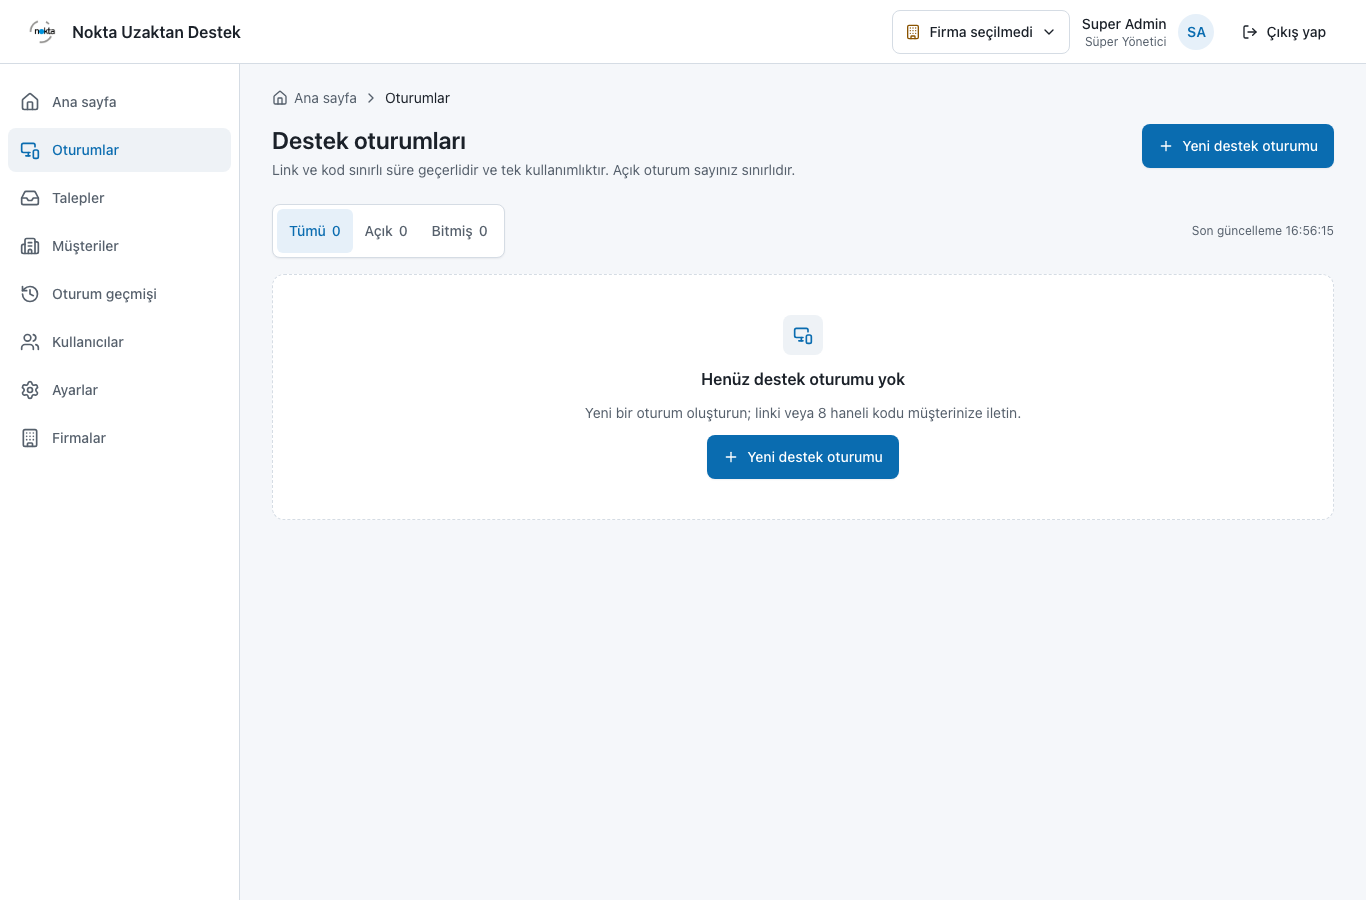 nokta
Nokta Uzaktan Destek
Firma seçilmedi
Super Admin
Süper Yönetici
SA
Çıkış yap
Ana sayfa
Oturumlar
Talepler
Müşteriler
Oturum geçmişi
Kullanıcılar
Ayarlar
Firmalar
Ana sayfa > Oturumlar
Destek oturumları
Link ve kod sınırlı süre geçerlidir ve tek kullanımlıktır. Açık oturum sayınız sınırlıdır.
+ Yeni destek oturumu
Tümü 0 Açık 0 Bitmiş 0
Son güncelleme 16:56:15
Henüz destek oturumu yok
Yeni bir oturum oluşturun; linki veya 8 haneli kodu müşterinize iletin.
+ Yeni destek oturumu